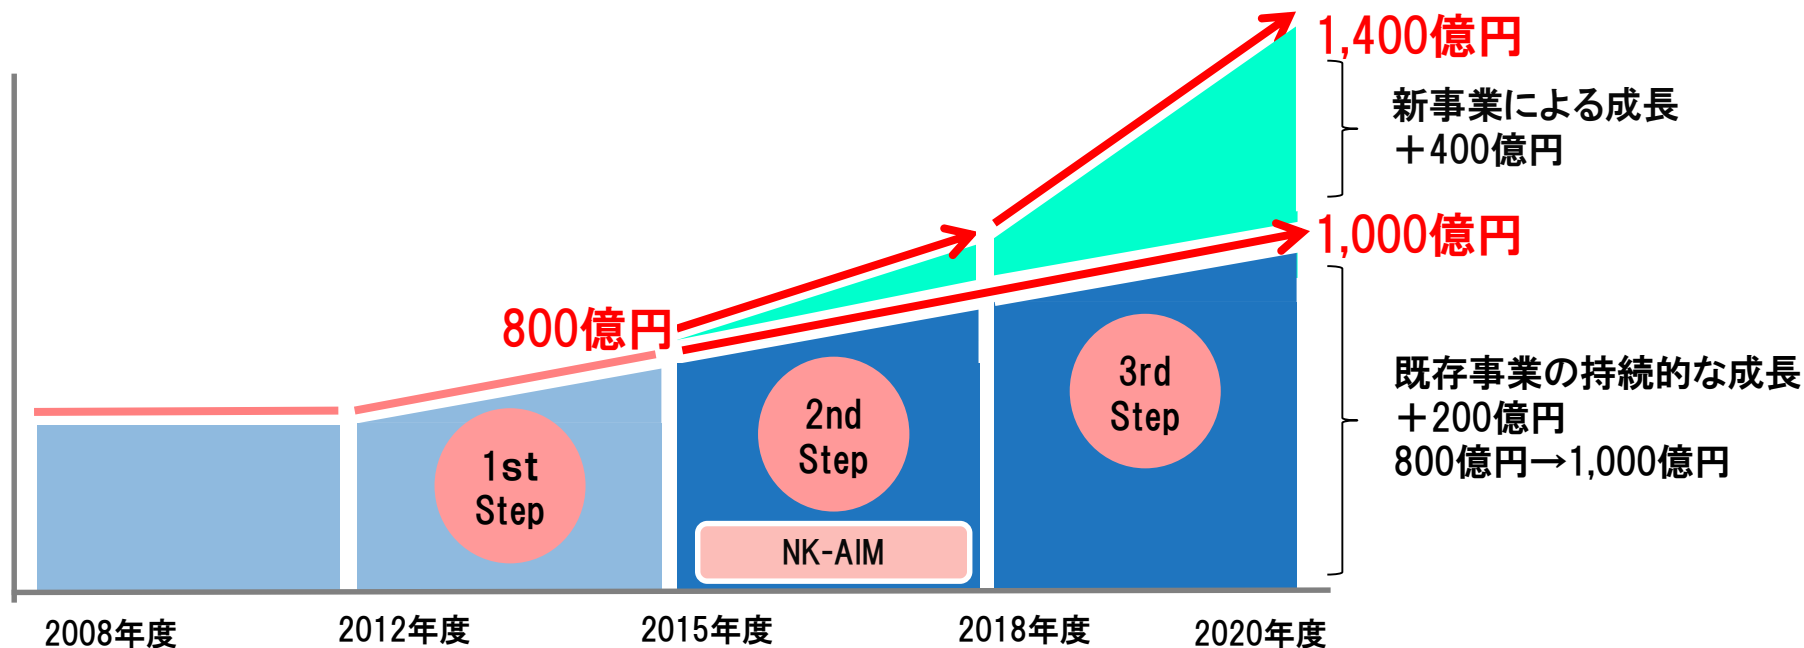 1,400億円
新事業による成長
＋400億円
1,000億円
800億円
既存事業の持続的な成長
＋200億円
800億円→1,000億円
1st
Step
2nd
Step
3rd
Step
NK-AIM
2008年度
2012年度
2015年度
2018年度
2020年度